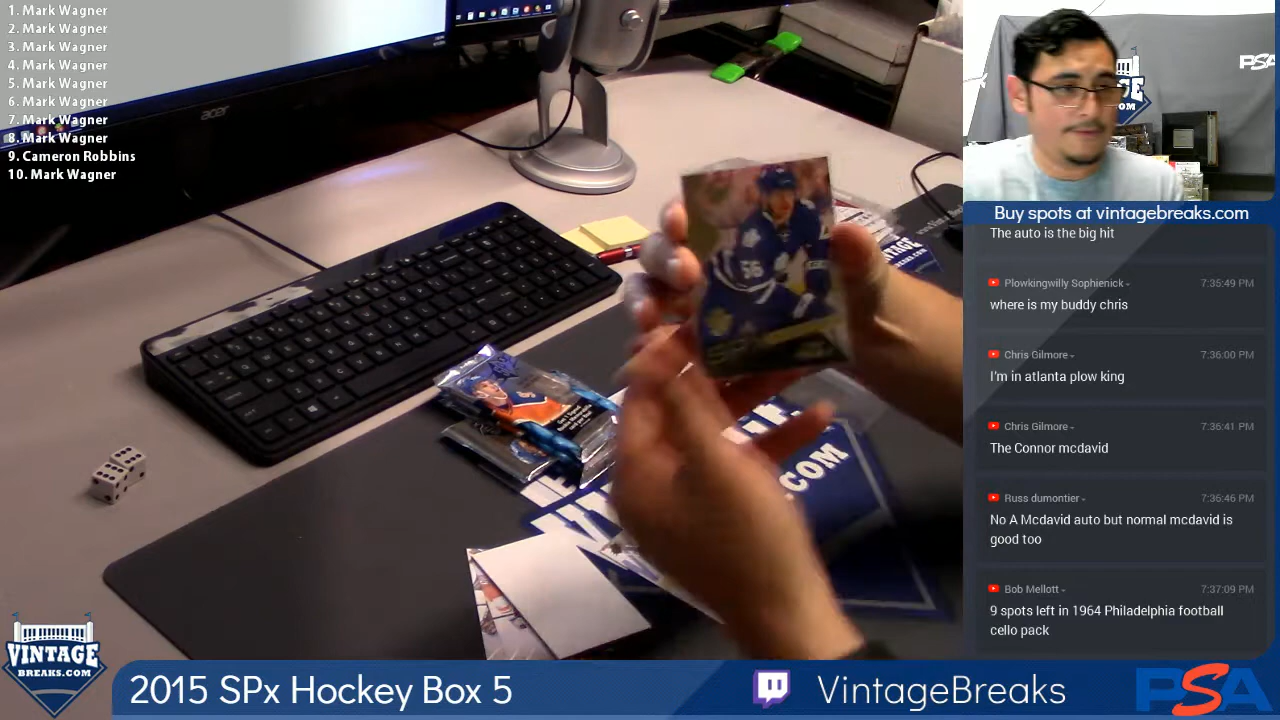 1. Mark Wagner
2. Mark Wagner
3. Mark Wagner
4. Mark Wagner
5. Mark Wagner
6. Mark Wagner
7. Mark Wagner
8. Mark Wagner
9. Cameron Robbins
10. Mark Wagner
acer
56
.COM
PSA
Buy spots at vintagebreaks.com
The auto is the big hit
Plowkingwilly Sophienick
7:35:49 PM
where is my buddy chris
Chris Gilmore
7:36:00 PM
I'm in atlanta plow king
Chris Gilmore
7:36:41 PM
The Connor mcdavid
Russ dumontier
7:36:46 PM
No A Mcdavid auto but normal mcdavid is
good too
Bob Mellott
7:37:09 PM
9 spots left in 1964 Philadelphia football
cello pack
VINTAGE
BREAKS.COM
2015 SPx Hockey Box 5
VintageBreaks
PSA